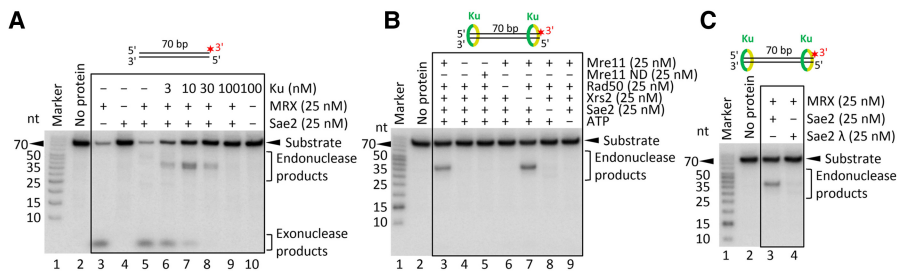 A
5' 70 bp 3'
3' 5'
3 10 30 100 100 Ku (nM)
MRX (25 nM)
Sae2 (25 nM)
Marker
No protein
nt
70
50
35
25
15
10
Substrate
Endonuclease
products
Exonuclease
products
1 2 3 4 5 6 7 8 9 10
B
Ku Ku
5' 70 bp 3'
3' 5'
Mre11 (25 nM)
Mre11 ND (25 nM)
Rad50 (25 nM)
Xrs2 (25 nM)
Sae2 (25 nM)
ATP
Marker
No protein
nt
70
50
35
25
15
10
Substrate
Endonuclease
products
1 2 3 4 5 6 7 8 9
C
Ku Ku
5' 70 bp 3'
3' 5'
+ + MRX (25 nM)
+ − Sae2 (25 nM)
− + Sae2 λ (25 nM)
Marker
No protein
nt
70
50
35
25
15
10
Substrate
Endonuclease
products
1 2 3 4